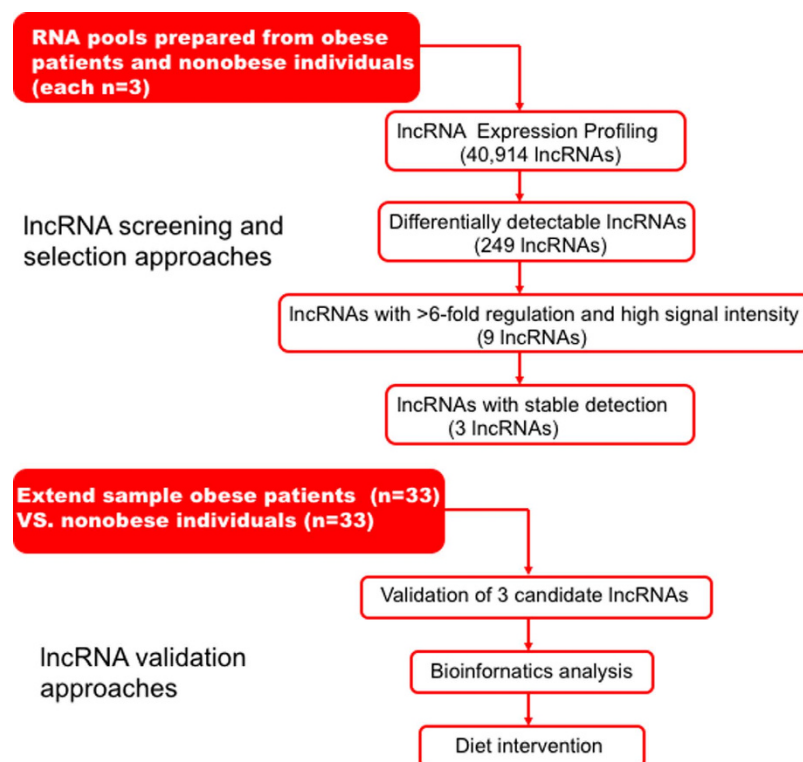 RNA pools prepared from obese
patients and nonobese individuals
(each n=3)
lncRNA Expression Profiling
(40,914 lncRNAs)
lncRNA screening and
selection approaches
Differentially detectable lncRNAs
(249 lncRNAs)
lncRNAs with >6-fold regulation and high signal intensity
(9 lncRNAs)
lncRNAs with stable detection
(3 lncRNAs)
Extend sample obese patients (n=33)
VS. nonobese individuals (n=33)
Validation of 3 candidate lncRNAs
lncRNA validation
approaches
Bioinfornatics analysis
Diet intervention